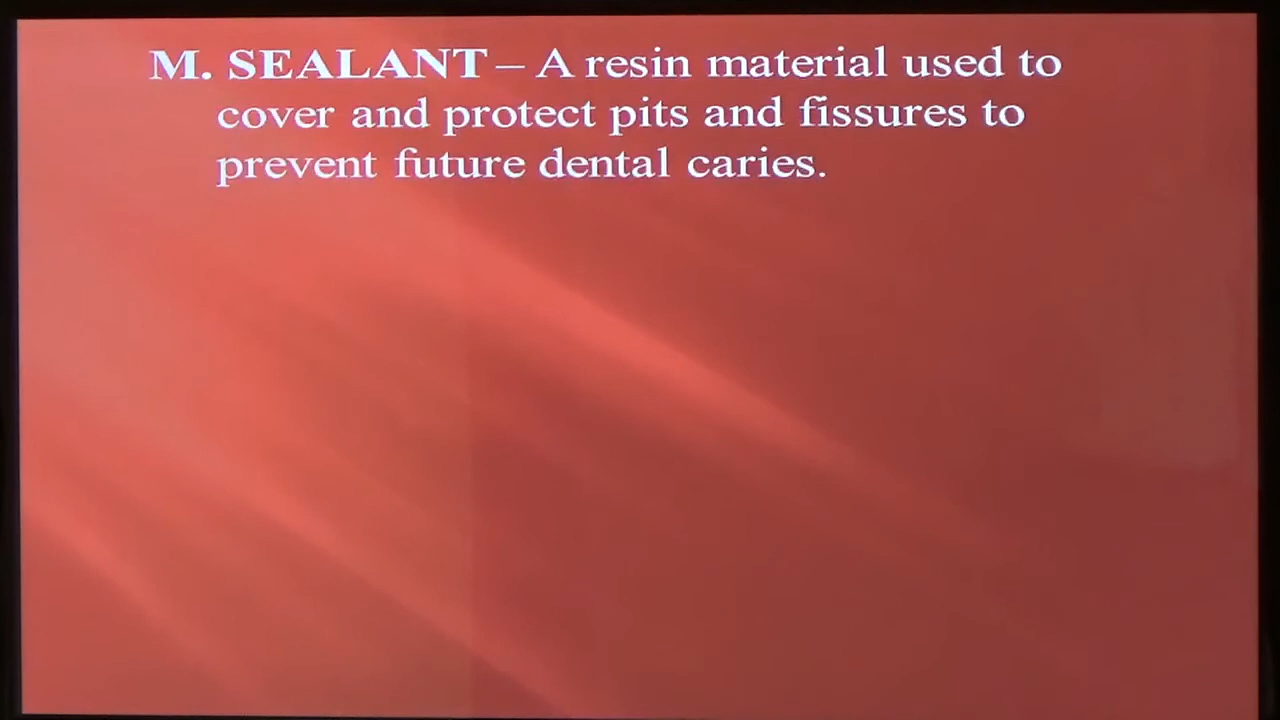 M. SEALANT – A resin material used to
cover and protect pits and fissures to
prevent future dental caries.